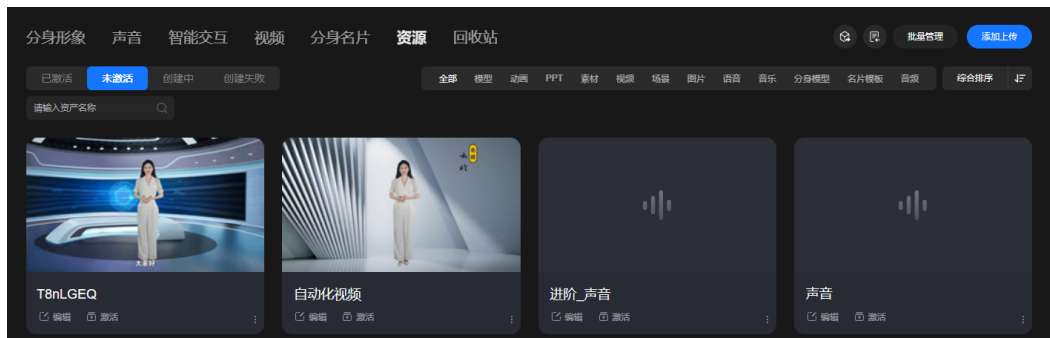 分身形象 声音 智能交互 视频 分身名片 资源 回收站 批量管理 添加上传
已激活 未激活 创建中 创建失败 全部 模型 动画 PPT 素材 视频 场景 图片 语音 音乐 分身模型 名片模板 音频 综合排序
请输入资产名称
大家好
T8nLGEQ 自动化视频 进阶_声音 声音
编辑 激活 编辑 激活 编辑 激活 编辑 激活